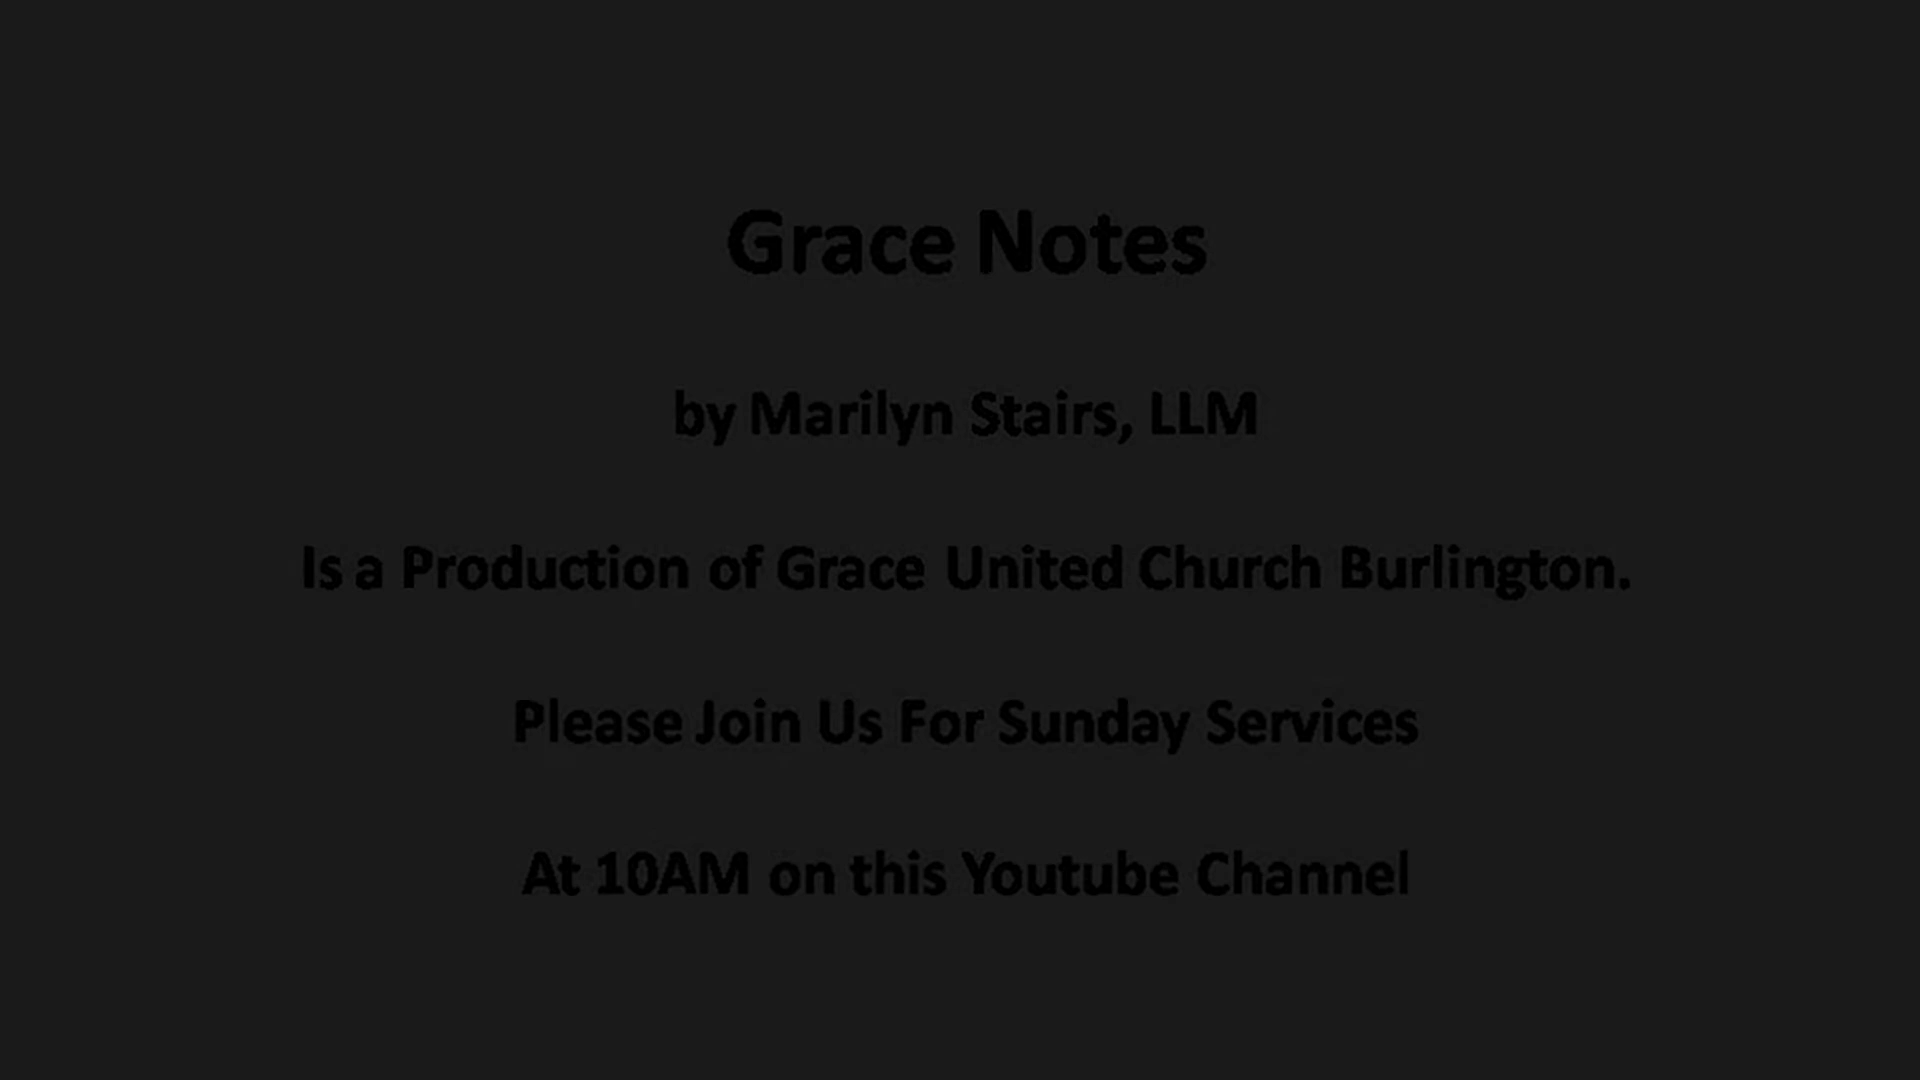 Grace Notes
by Marilyn Stairs, LLM
Is a Production of Grace United Church Burlington.
Please Join Us For Sunday Services
At 10AM on this Youtube Channel